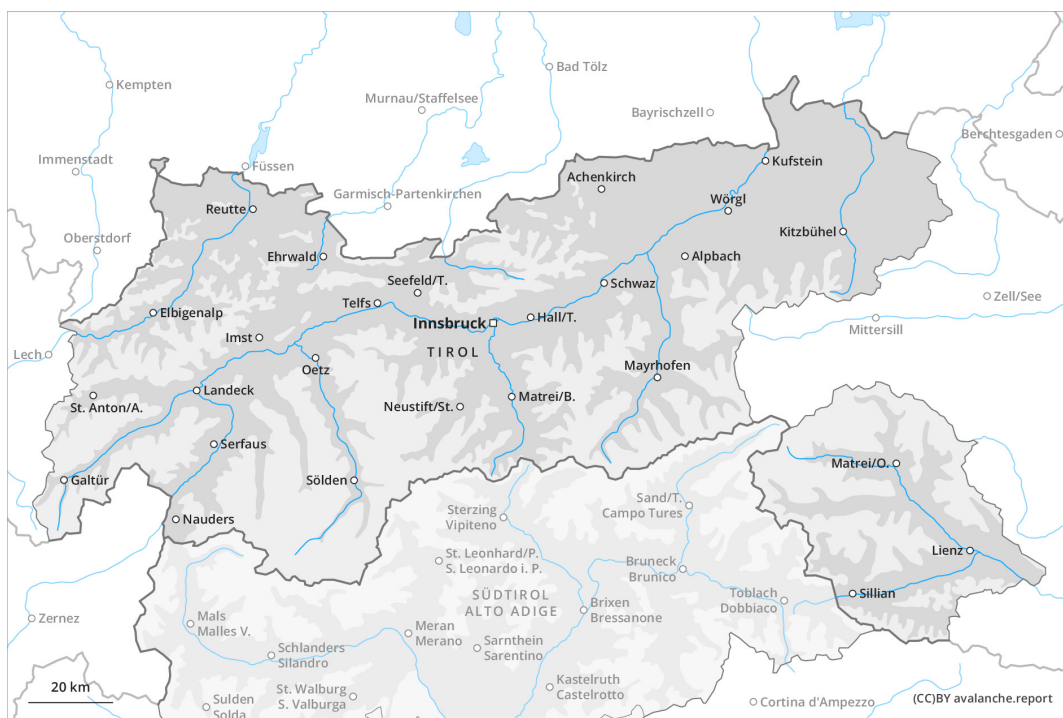 Kempten
Bad Tölz
Murnau/Staffelsee
Bayrischzell
Berchtesgaden
Immenstadt
Füssen
Kufstein
Achenkirch
Garmisch-Partenkirchen
Reutte
Wörgl
Kitzbühel
Oberstdorf
Ehrwald
Alpbach
Seefeld/T.
Schwaz
Zell/See
Telfs
Elbigenalp
Innsbruck
Hall/T.
Mittersill
Imst
TIROL
Lech
Oetz
Mayrhofen
Landeck
St. Anton/A.
Neustift/St.
Matrei/B.
Serfaus
Matrei/O.
Galtür
Sölden
Sand/T.
Campo Tures
Sterzing
Vipiteno
Nauders
Lienz
St. Leonhard/P.
S. Leonardo i. P.
Bruneck
Brunico
Sillian
SÜDTIROL
ALTO ADIGE
Toblach
Dobbiaco
Brixen
Bressanone
Zernez
Mals
Malles V.
Meran
Merano
Sarnthein
Sarentino
Schlanders
Silandro
Kastelruth
Castelrotto
20 km
St. Walburg
S. Valburga
Sulden
Solda
Cortina d'Ampezzo
(CC)BY avalanche.report